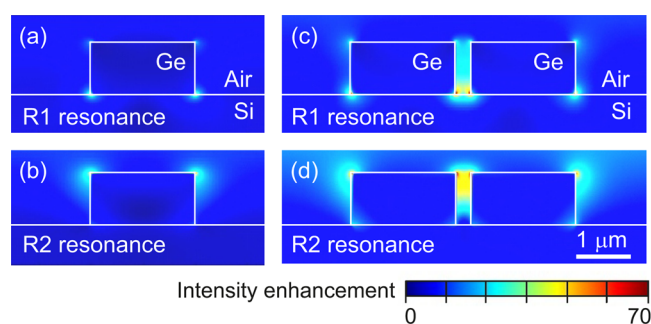 (a)
Ge
Air
Si
R1 resonance
(c)
Ge
Ge
Air
Si
R1 resonance
(b)
R2 resonance
(d)
R2 resonance
1 μm
Intensity enhancement
0
70